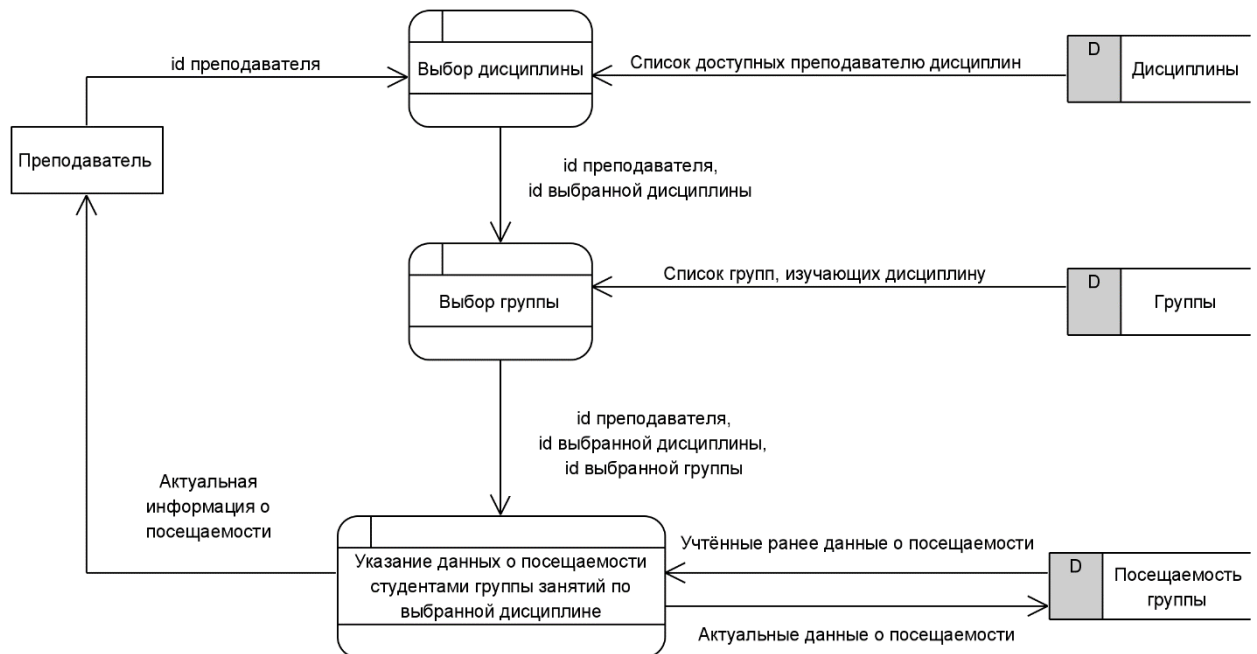 id преподавателя
Выбор дисциплины
Список доступных преподавателю дисциплин
D
Дисциплины
Преподаватель
id преподавателя,
id выбранной дисциплины
Выбор группы
Список групп, изучающих дисциплину
D
Группы
id преподавателя,
id выбранной дисциплины,
id выбранной группы
Актуальная
информация о
посещаемости
Указание данных о посещаемости
студентами группы занятий по
выбранной дисциплине
Учтённые ранее данные о посещаемости
D
Посещаемость
группы
Актуальные данные о посещаемости